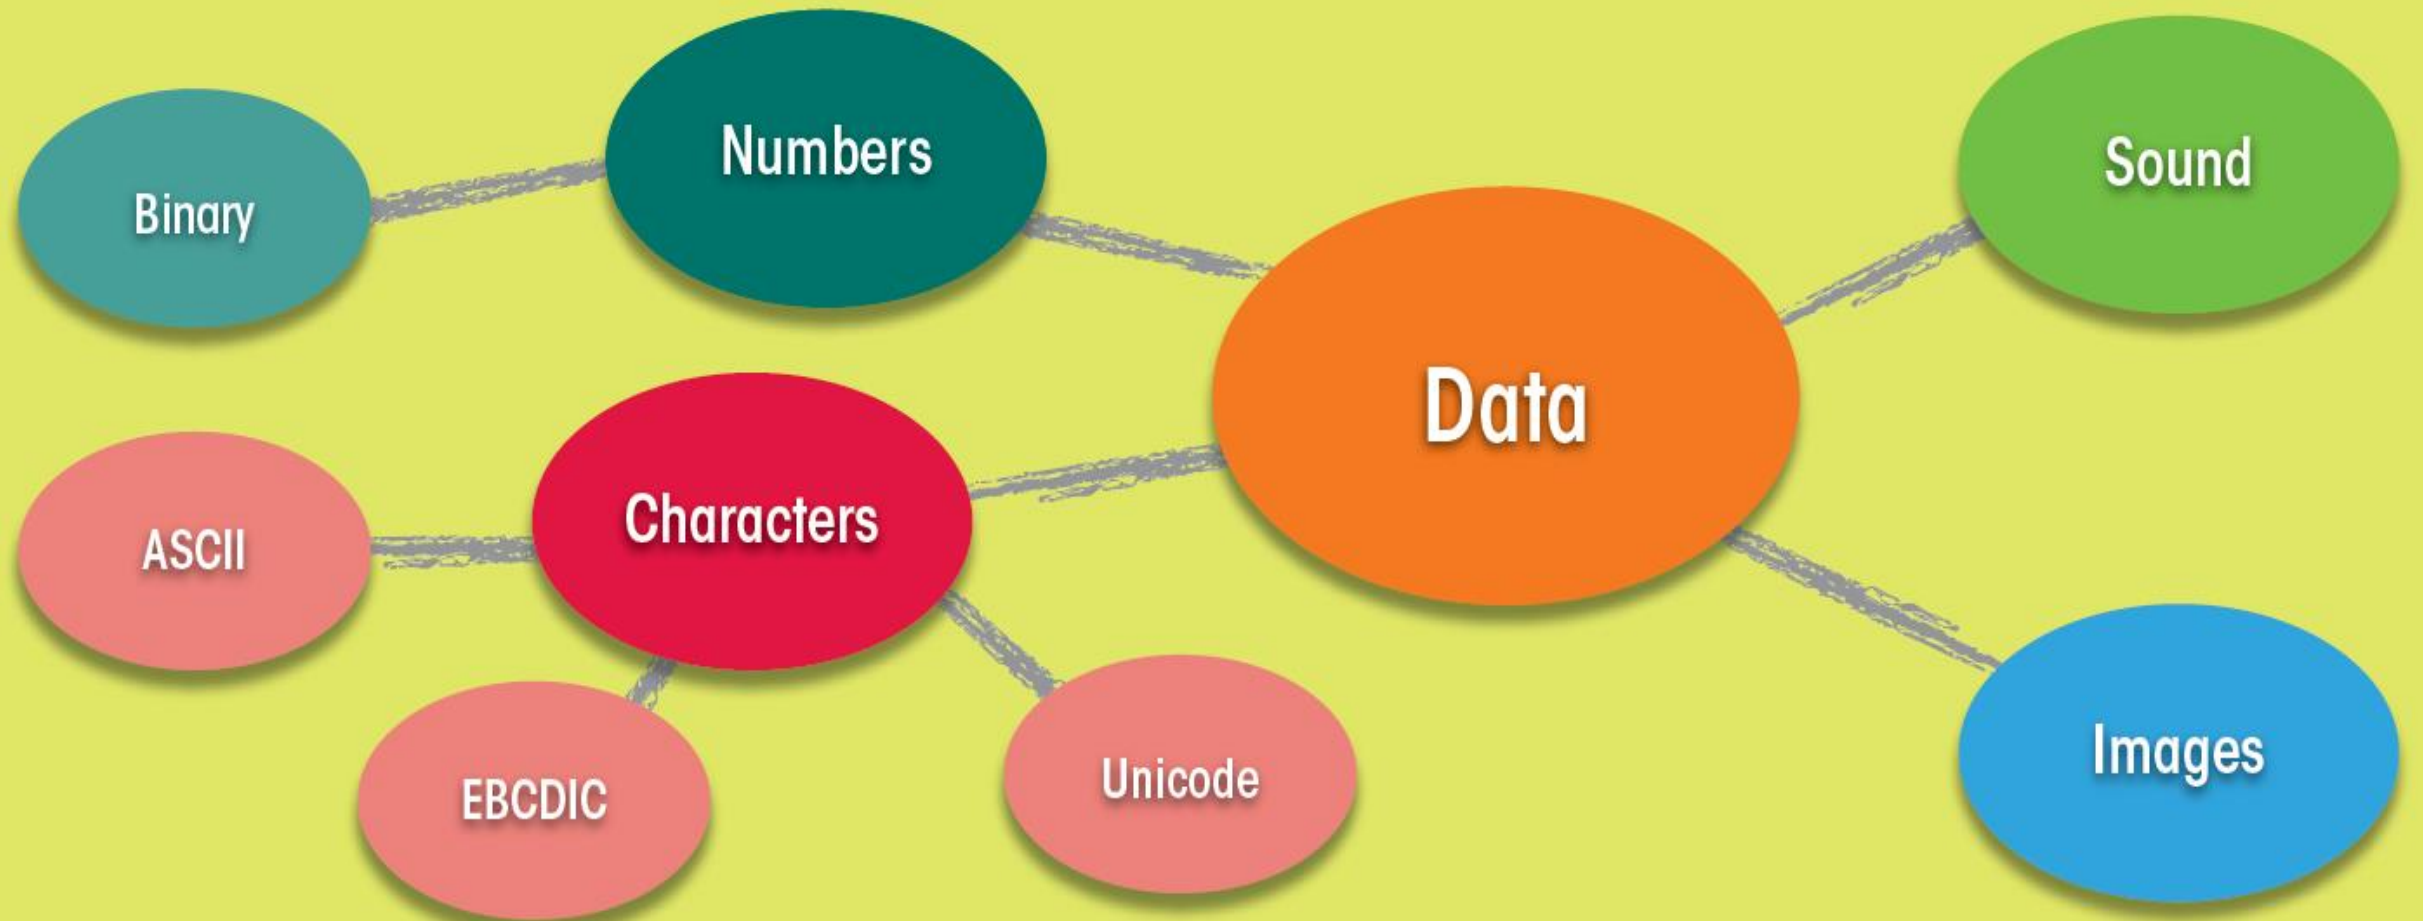 Numbers
Sound
Binary
Data
Characters
ASCII
Images
Unicode
EBCDIC